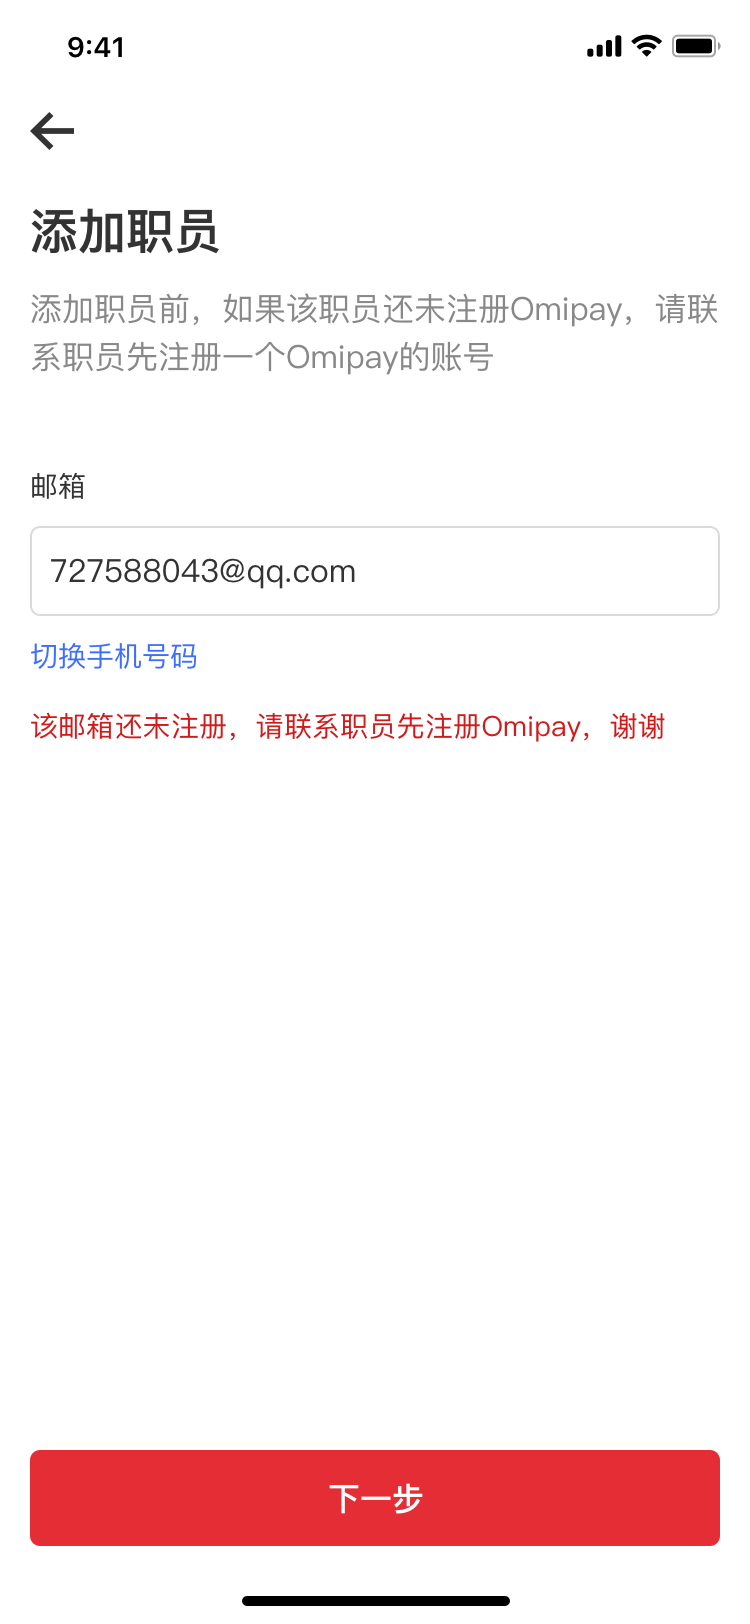 9:41
添加职员
添加职员前，如果该职员还未注册Omipay，请联
系职员先注册一个Omipay的账号
邮箱
727588043@qq.com
切换手机号码
该邮箱还未注册，请联系职员先注册Omipay，谢谢
下一步